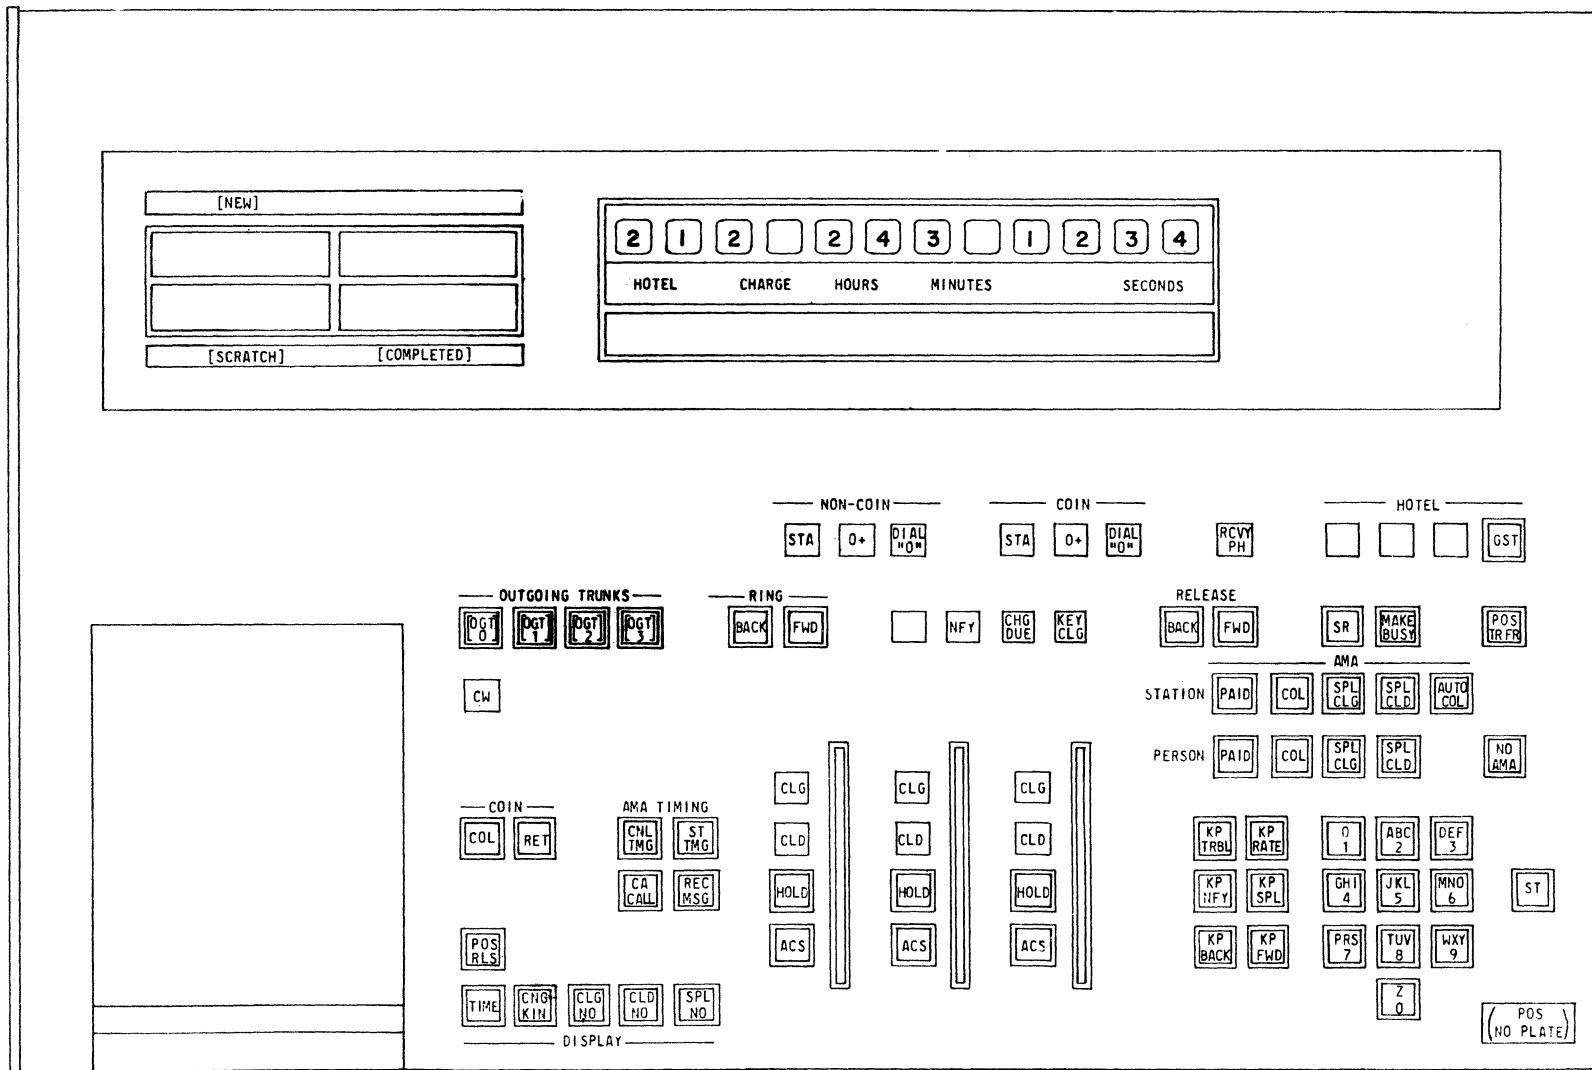 [NEW]
2 1 2 2 4 3 1 2 3 4
HOTEL CHARGE HOURS MINUTES SECONDS
[SCRATCH] [COMPLETED]
NON-COIN COIN HOTEL
STA 0+ DIAL "0" STA 0+ DIAL "0" RCVY PH GST
OUTGOING TRUNKS RING RELEASE
[OGT 0] [OGT 1] [OGT 2] [OGT 3] BACK FWD NFY CHG DUE KEY CLG BACK FWD SR MAKE BUSY POS TRFR
AMA
CW STATION PAID COL SPL CLG SPL CLD AUTO COL
PERSON PAID COL SPL CLG SPL CLD NO AMA
CLG CLG CLG
COIN AMA TIMING
COL RET CNL TMG ST TMG CLD CLD CLD KP TRBL KP RATE Q 1 ABC 2 DEF 3
CA CALL REC MSG HOLD HOLD HOLD KP NFY KP SPL GHI 4 JKL 5 MNO 6 ST
POS RLS ACS ACS ACS KP BACK KP FWD PRS 7 TUV 8 WXY 9
TIME CNG KIN CLG NO CLD NO SPL NO Z 0
DISPLAY
(POS NO PLATE)